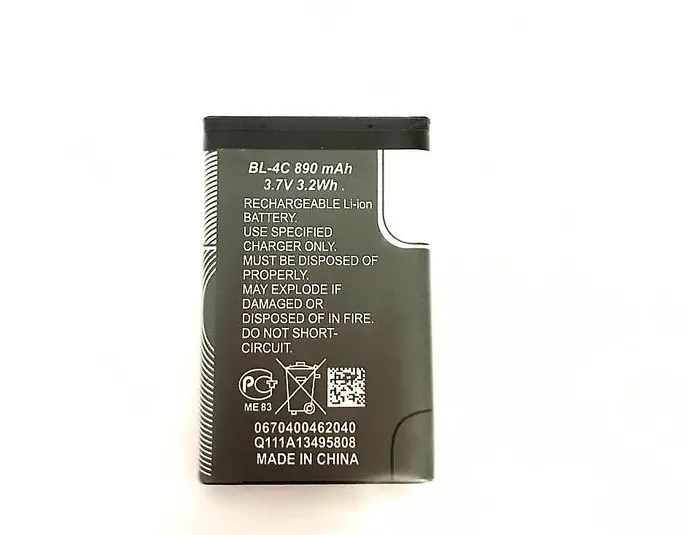 BL-4C 890 mAh
3.7V 3.2Wh .
RECHARGEABLE Li-ion
BATTERY.
USE SPECIFIED
CHARGER ONLY.
MUST BE DISPOSED OF
PROPERLY.
MAY EXPLODE IF
DAMAGED OR
DISPOSED OF IN FIRE.
DO NOT SHORT-
CIRCUIT.
ME 83
0670400462040
Q111A13495808
MADE IN CHINA